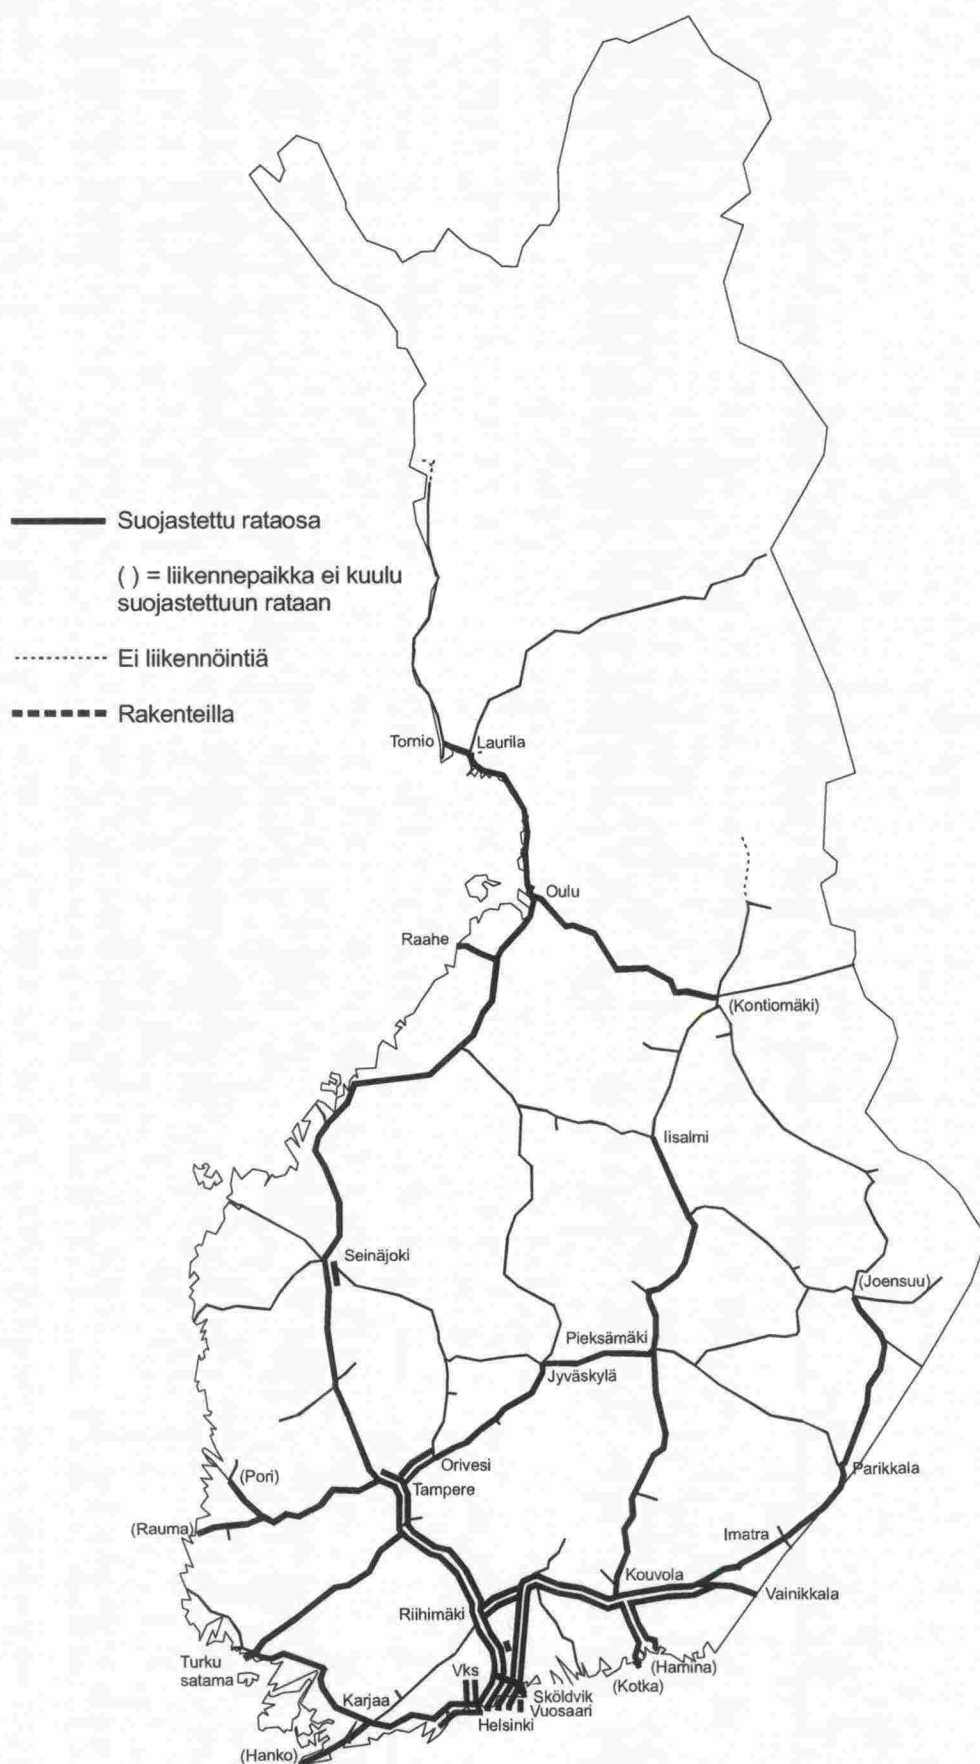 Suojastettu rataosa
( ) = liikennepaikka ei kuulu
suojastettuun rataan
Ei liikennöintiä
Rakenteilla
Tornio
Laurila
Oulu
Raahe
(Kontiomäki)
Iisalmi
Seinäjoki
(Joensuu)
Pieksämäki
Jyväskylä
Orivesi
Parikkala
(Pori)
Tampere
(Rauma)
Imatra
Kouvola
Vainikkala
Riihimäki
Turku
satama
Vks
(Hamina)
(Kotka)
Karjaa
Sköldvik
Vuosaari
Helsinki
(Hanko)